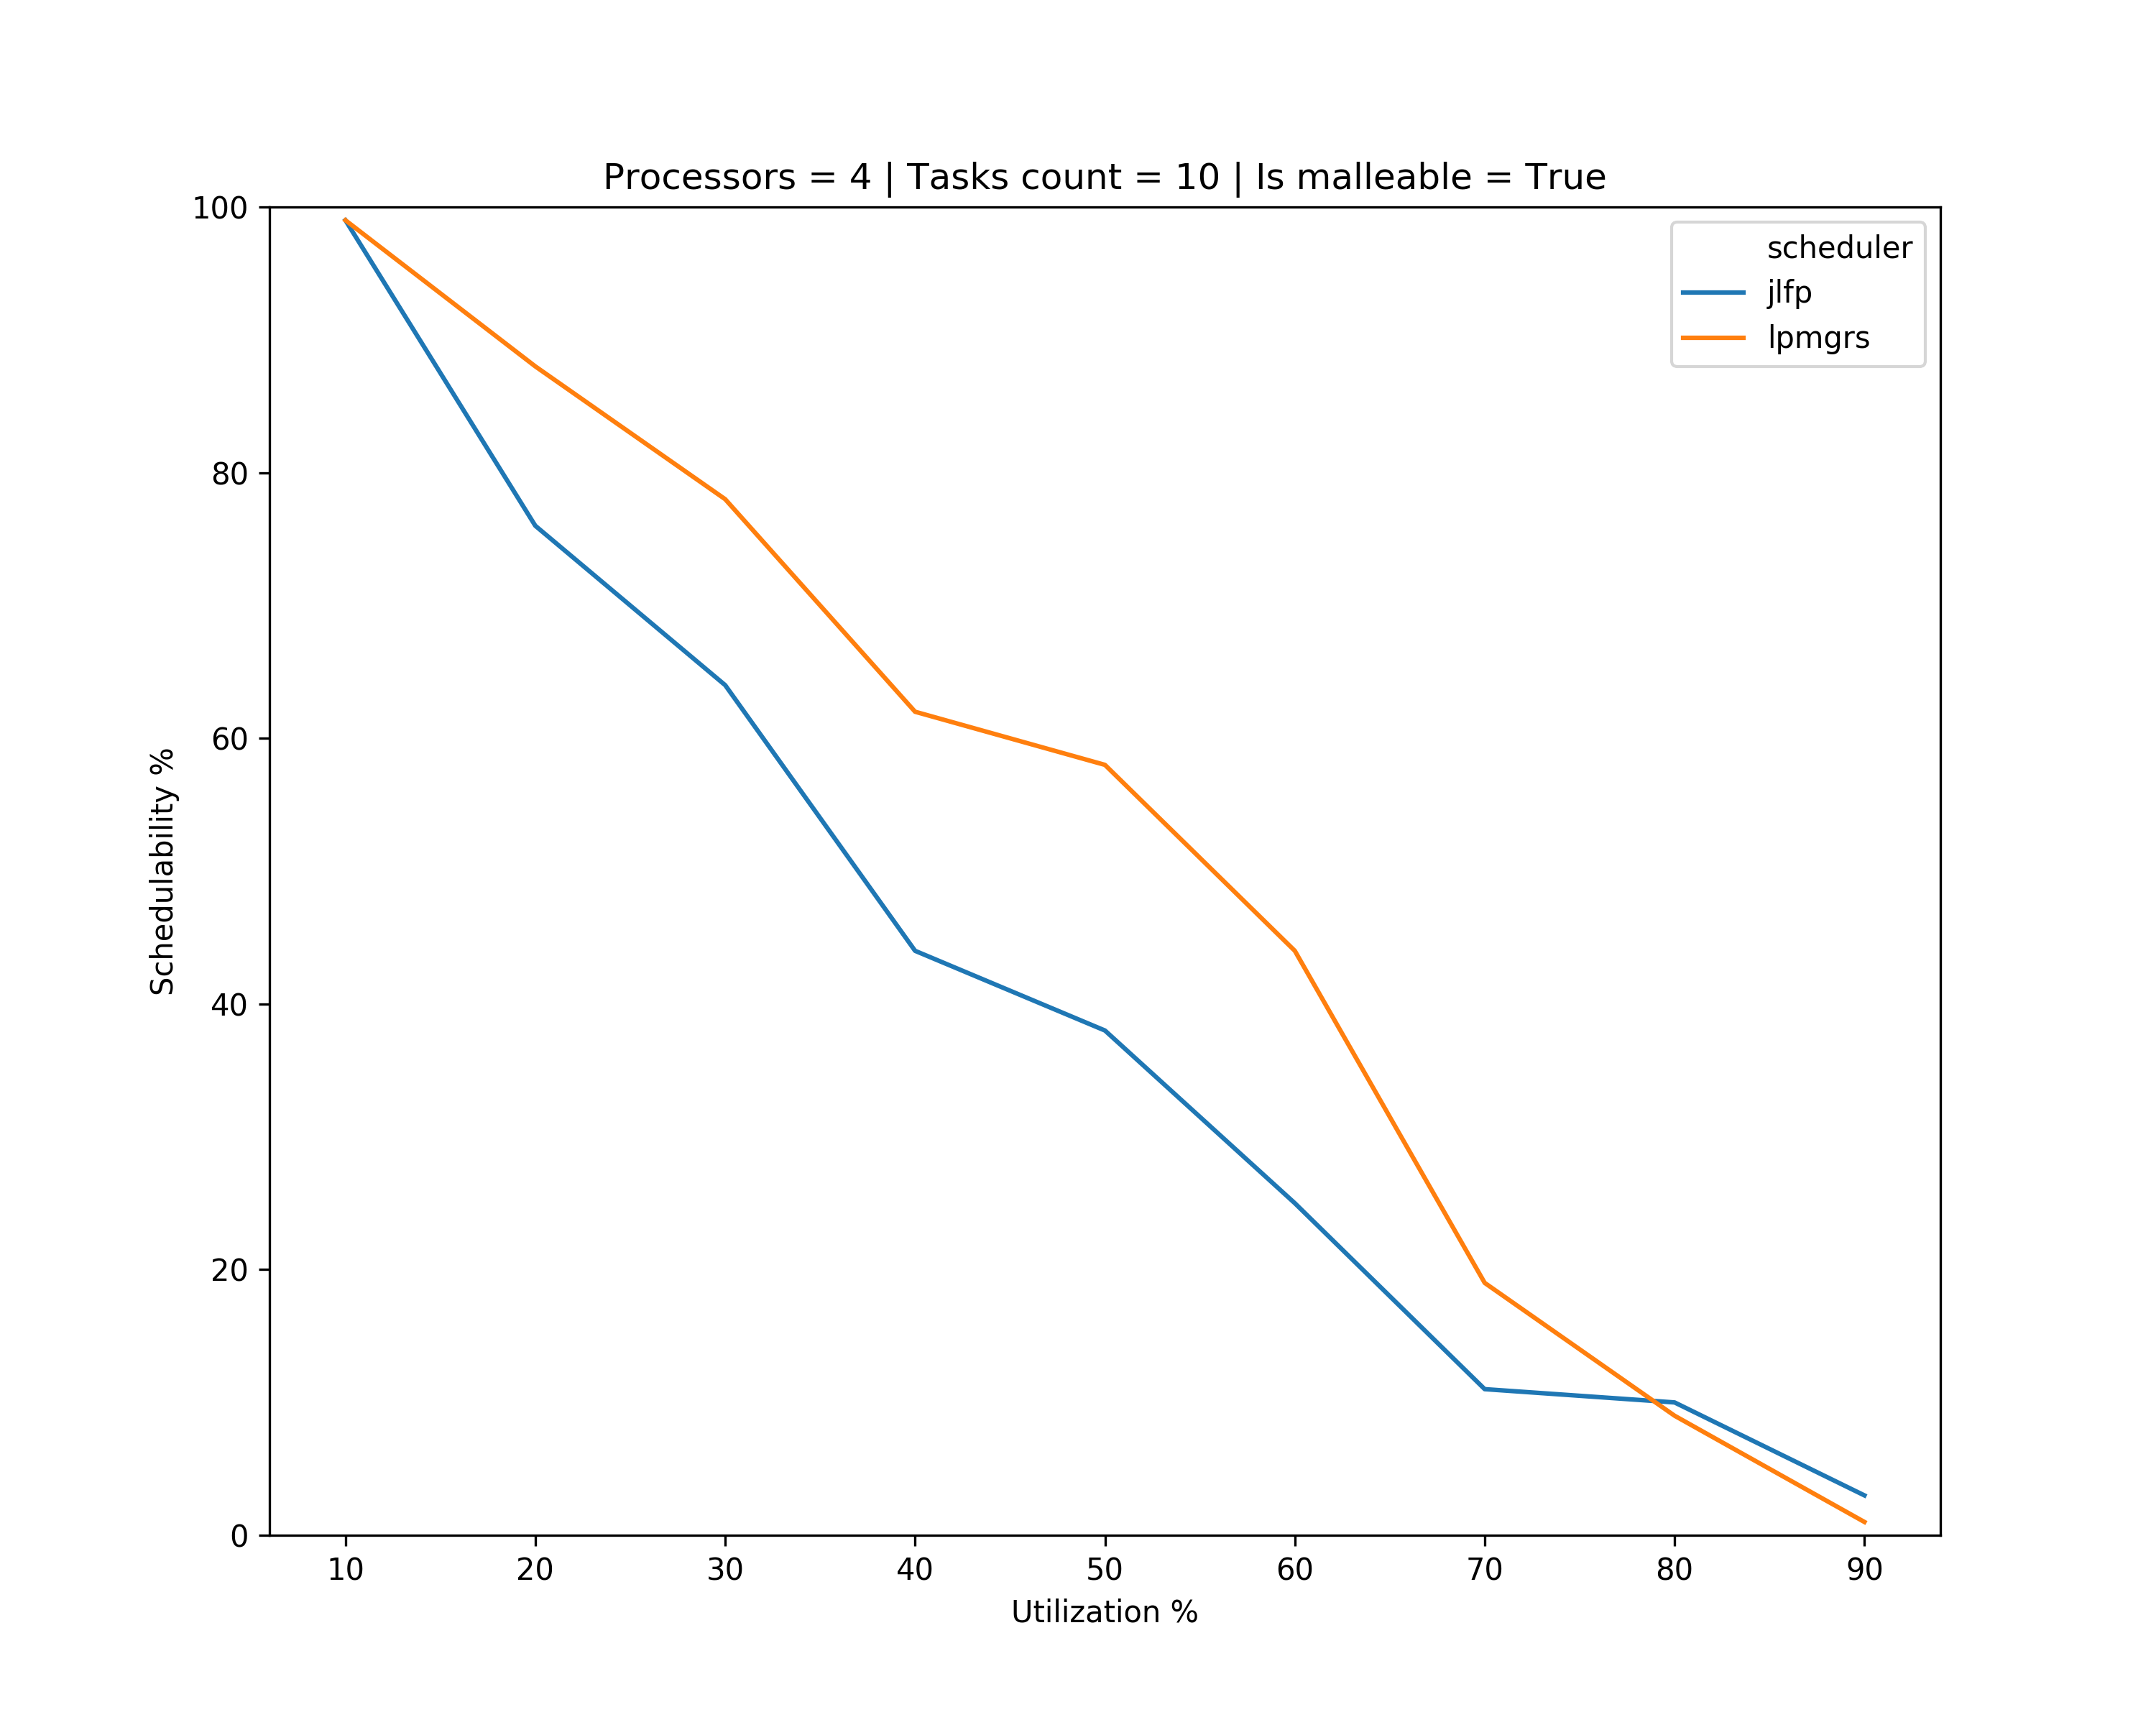 Processors = 4 | Tasks count = 10 | Is malleable = True
100
80
60
40
20
0
Schedulability %
scheduler
jlfp
lpmgrs
10 20 30 40 50 60 70 80 90
Utilization %